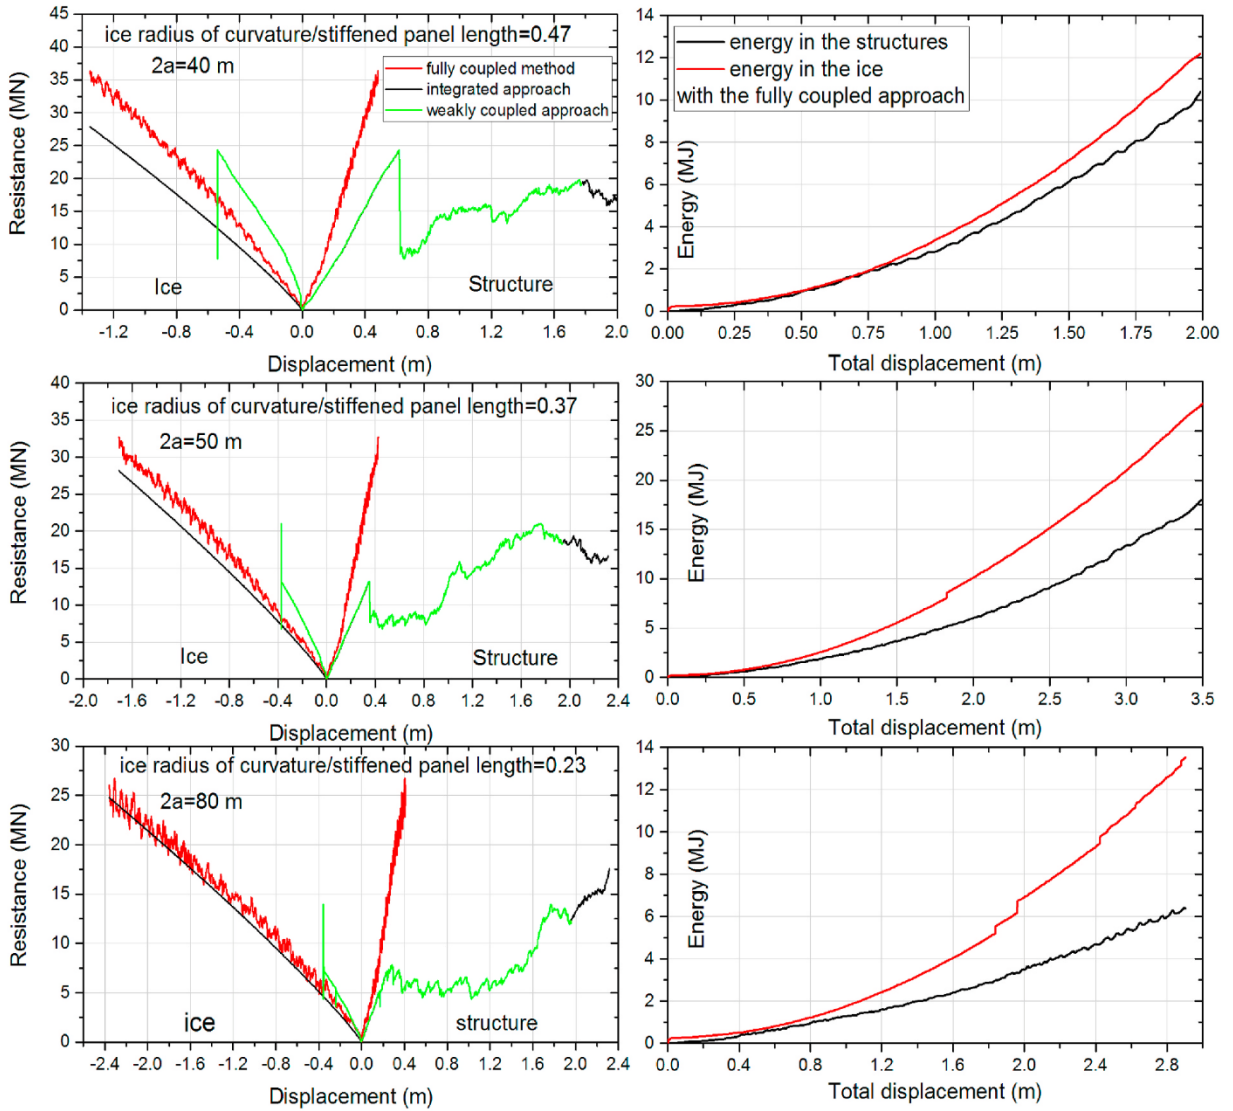 45
40
35
30
25
20
15
10
5
0
Resistance (MN)
ice radius of curvature/stiffened panel length=0.47
2a=40 m
fully coupled method
integrated approach
weakly coupled approach
Ice
Structure
-1.2 -0.8 -0.4 0.0 0.4 0.8 1.2 1.6 2.0
Displacement (m)
14
12
10
8
6
4
2
0
Energy (MJ)
energy in the structures
energy in the ice
with the fully coupled approach
0.00 0.25 0.50 0.75 1.00 1.25 1.50 1.75 2.00
Total displacement (m)
40
35
30
25
20
15
10
5
0
Resistance (MN)
ice radius of curvature/stiffened panel length=0.37
2a=50 m
Ice
Structure
-2.0 -1.6 -1.2 -0.8 -0.4 0.0 0.4 0.8 1.2 1.6 2.0 2.4
Displacement (m)
30
25
20
15
10
5
0
Energy (MJ)
0.0 0.5 1.0 1.5 2.0 2.5 3.0 3.5
Total displacement (m)
30
25
20
15
10
5
0
Resistance (MN)
ice radius of curvature/stiffened panel length=0.23
2a=80 m
ice
structure
-2.4 -2.0 -1.6 -1.2 -0.8 -0.4 0.0 0.4 0.8 1.2 1.6 2.0 2.4
Displacement (m)
14
12
10
8
6
4
2
0
Energy (MJ)
0.0 0.4 0.8 1.2 1.6 2.0 2.4 2.8
Total displacement (m)